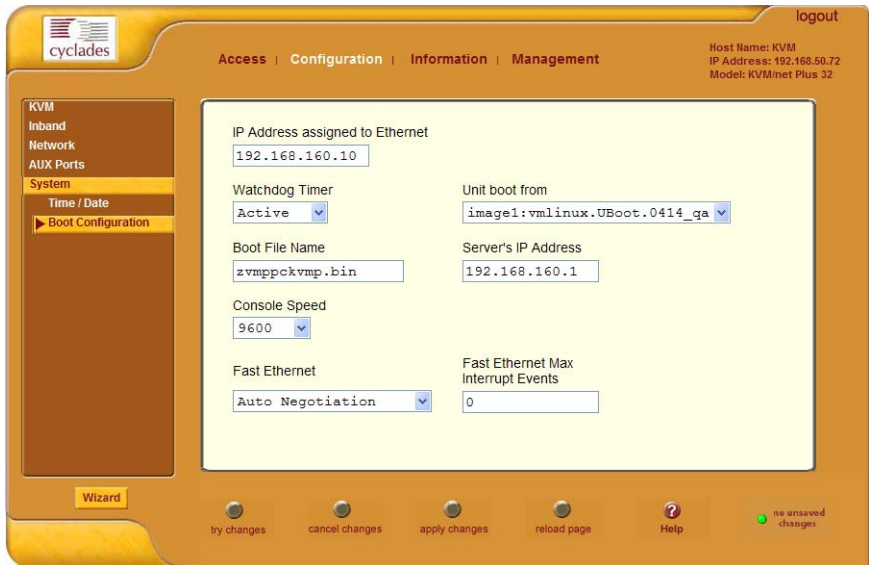 cyclades
logout
Access | Configuration | Information | Management
Host Name: KVM
IP Address: 192.168.50.72
Model: KVM/net Plus 32
KVM
Inband
Network
AUX Ports
System
Time / Date
Boot Configuration
IP Address assigned to Ethernet
192.168.160.10
Watchdog Timer
Unit boot from
Active
image1:vmlinux.UBoot.0414_qa
Boot File Name
Server's IP Address
zvmppckvmp.bin
192.168.160.1
Console Speed
9600
Fast Ethernet
Fast Ethernet Max
Interrupt Events
Auto Negotiation
0
Wizard
try changes
cancel changes
apply changes
reload page
?
Help
no unsaved
changes